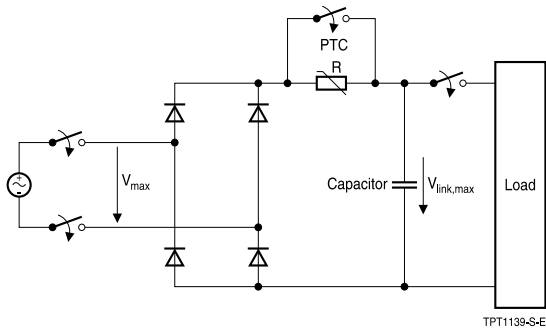 PTC
R
V max
Capacitor
V link,max
Load
TPT1139-S-E